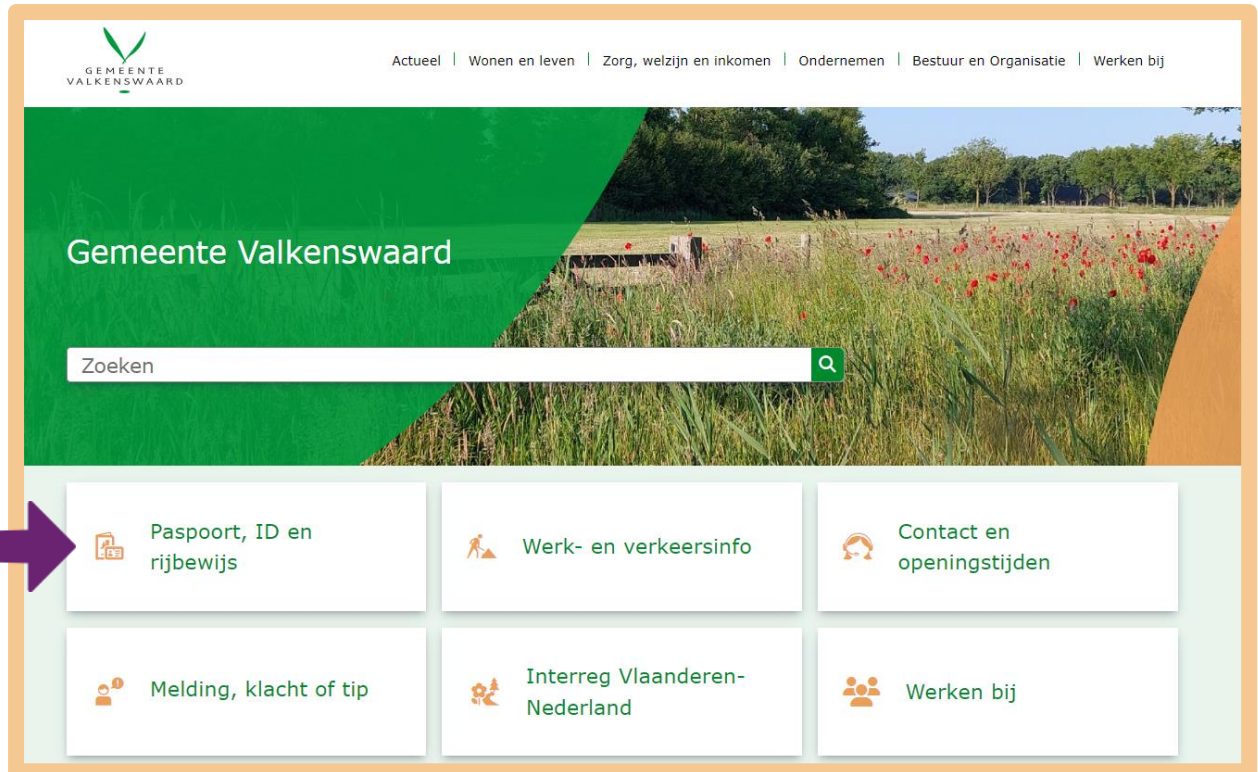 GEMEENTE
VALKENSWAARD
Actueel Wonen en leven Zorg, welzijn en inkomen Ondernemen Bestuur en Organisatie Werken bij
Gemeente Valkenswaard
Zoeken
Paspoort, ID en
rijbewijs
Werk- en verkeersinfo
Contact en
openingstijden
Melding, klacht of tip
Interreg Vlaanderen-
Nederland
Werken bij